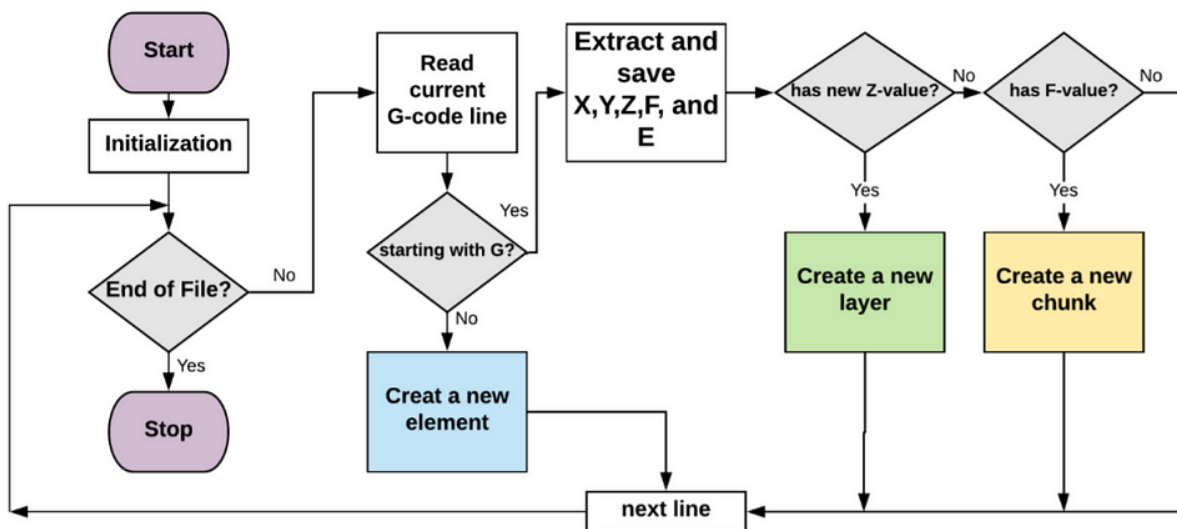 Start
Initialization
End of File?
No
Yes
Stop
Read
current
G-code line
starting with G?
Yes
No
Creat a new
element
Extract and
save
X,Y,Z,F, and
E
has new Z-value?
No
Yes
Create a new
layer
has F-value?
No
Yes
Create a new
chunk
next line